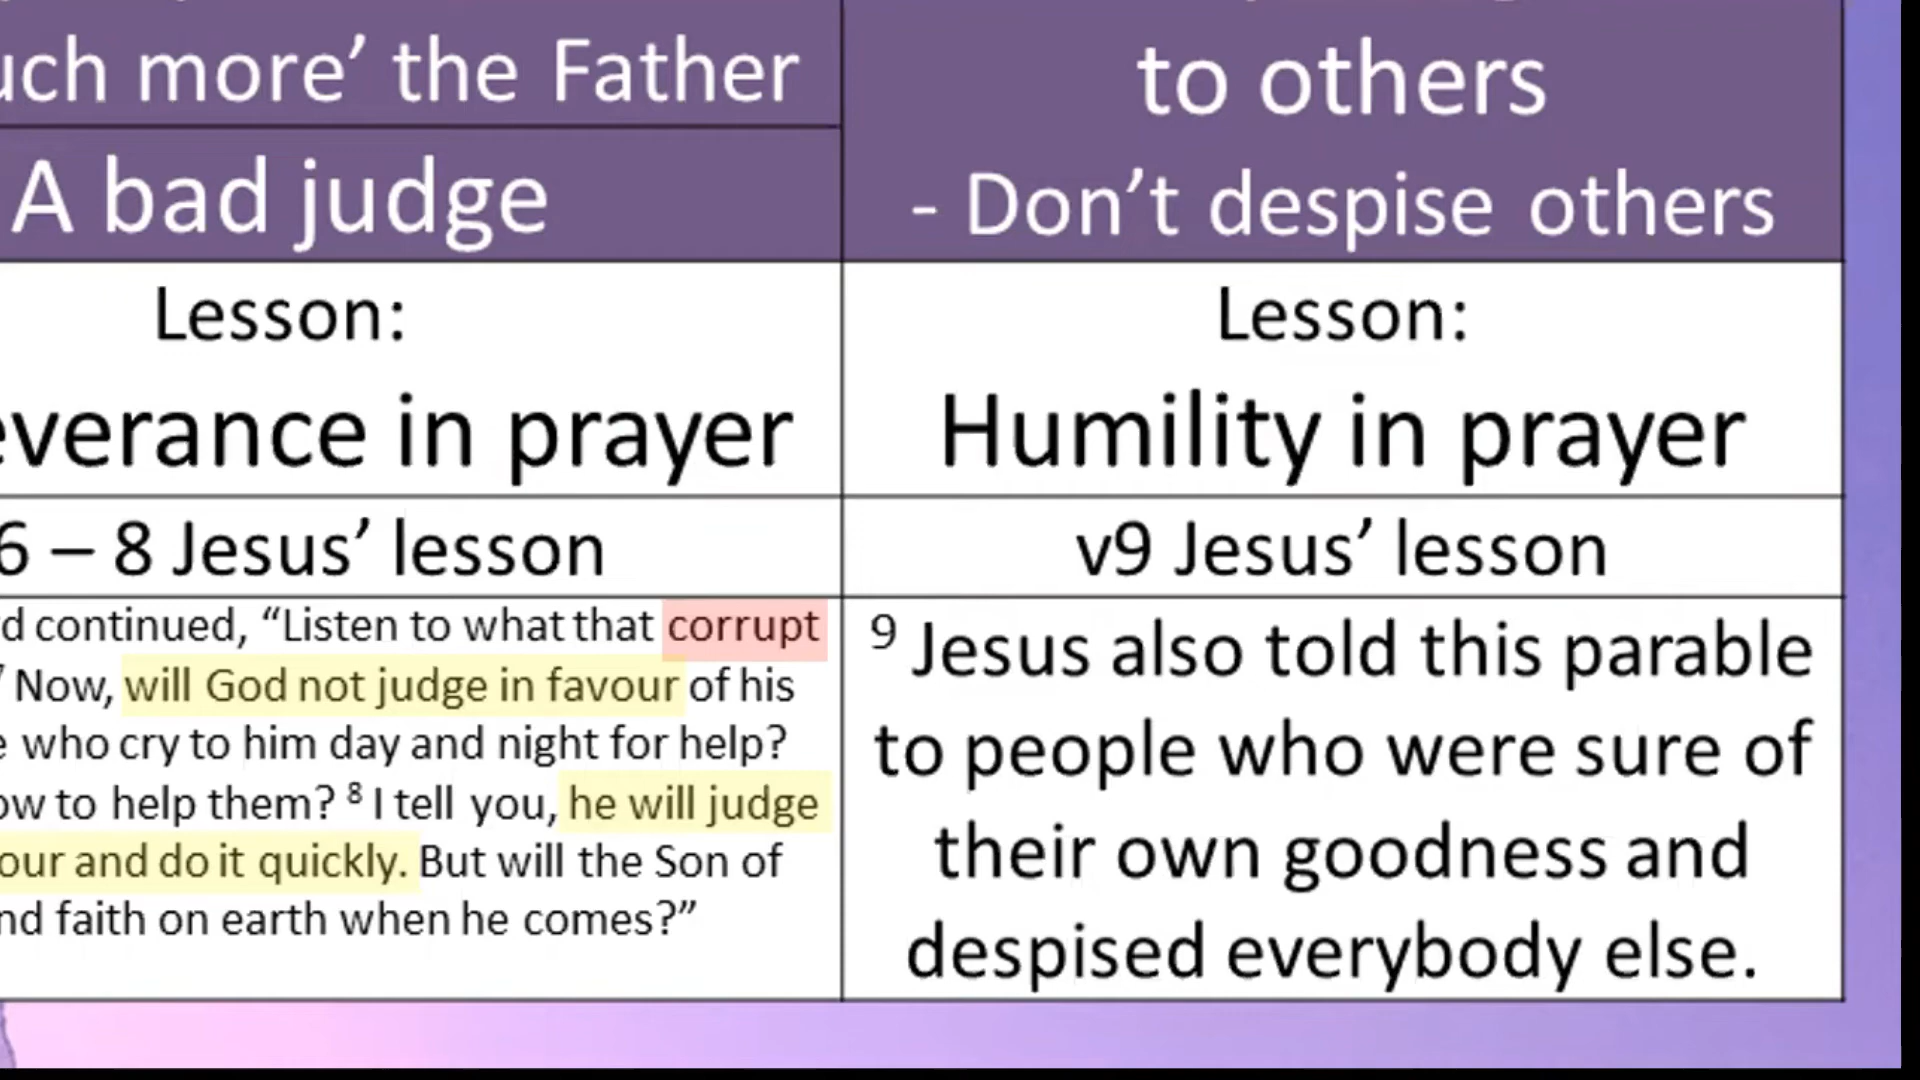 much more’ the Father
A bad judge
to others
- Don’t despise others
Lesson:
everance in prayer
6 – 8 Jesus’ lesson
d continued, “Listen to what that corrupt
7 Now, will God not judge in favour of his
e who cry to him day and night for help?
ow to help them? 8 I tell you, he will judge
our and do it quickly. But will the Son of
nd faith on earth when he comes?”
Lesson:
Humility in prayer
v9 Jesus’ lesson
9 Jesus also told this parable
to people who were sure of
their own goodness and
despised everybody else.